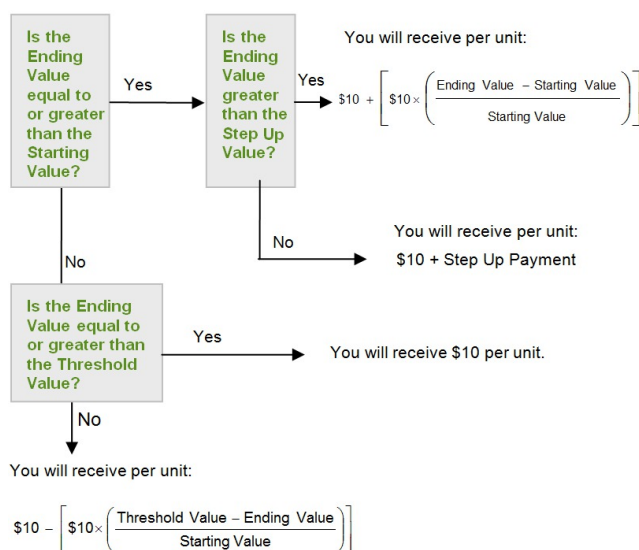 Is the
Ending
Value
equal to
or greater
than the
Starting
Value?
Yes
Is the
Ending
Value
greater
than the
Step Up
Value?
Yes
You will receive per unit:
$10 + [ $10 × ( Ending Value – Starting Value
Starting Value ) ]
No
You will receive per unit:
$10 + Step Up Payment
No
Is the Ending
Value equal to
or greater than
the Threshold
Value?
Yes
You will receive $10 per unit.
No
You will receive per unit:
$10 – [ $10× ( Threshold Value – Ending Value
Starting Value ) ]